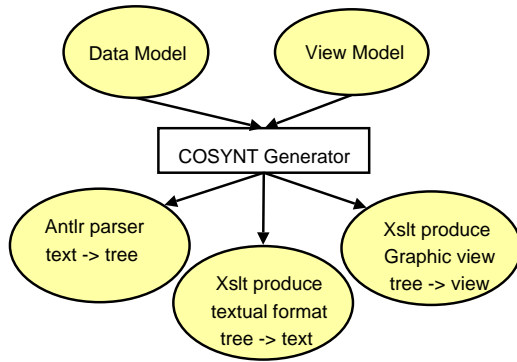 Data Model
View Model
COSYNT Generator
Antlr parser
text -> tree
Xslt produce
textual format
tree -> text
Xslt produce
Graphic view
tree -> view